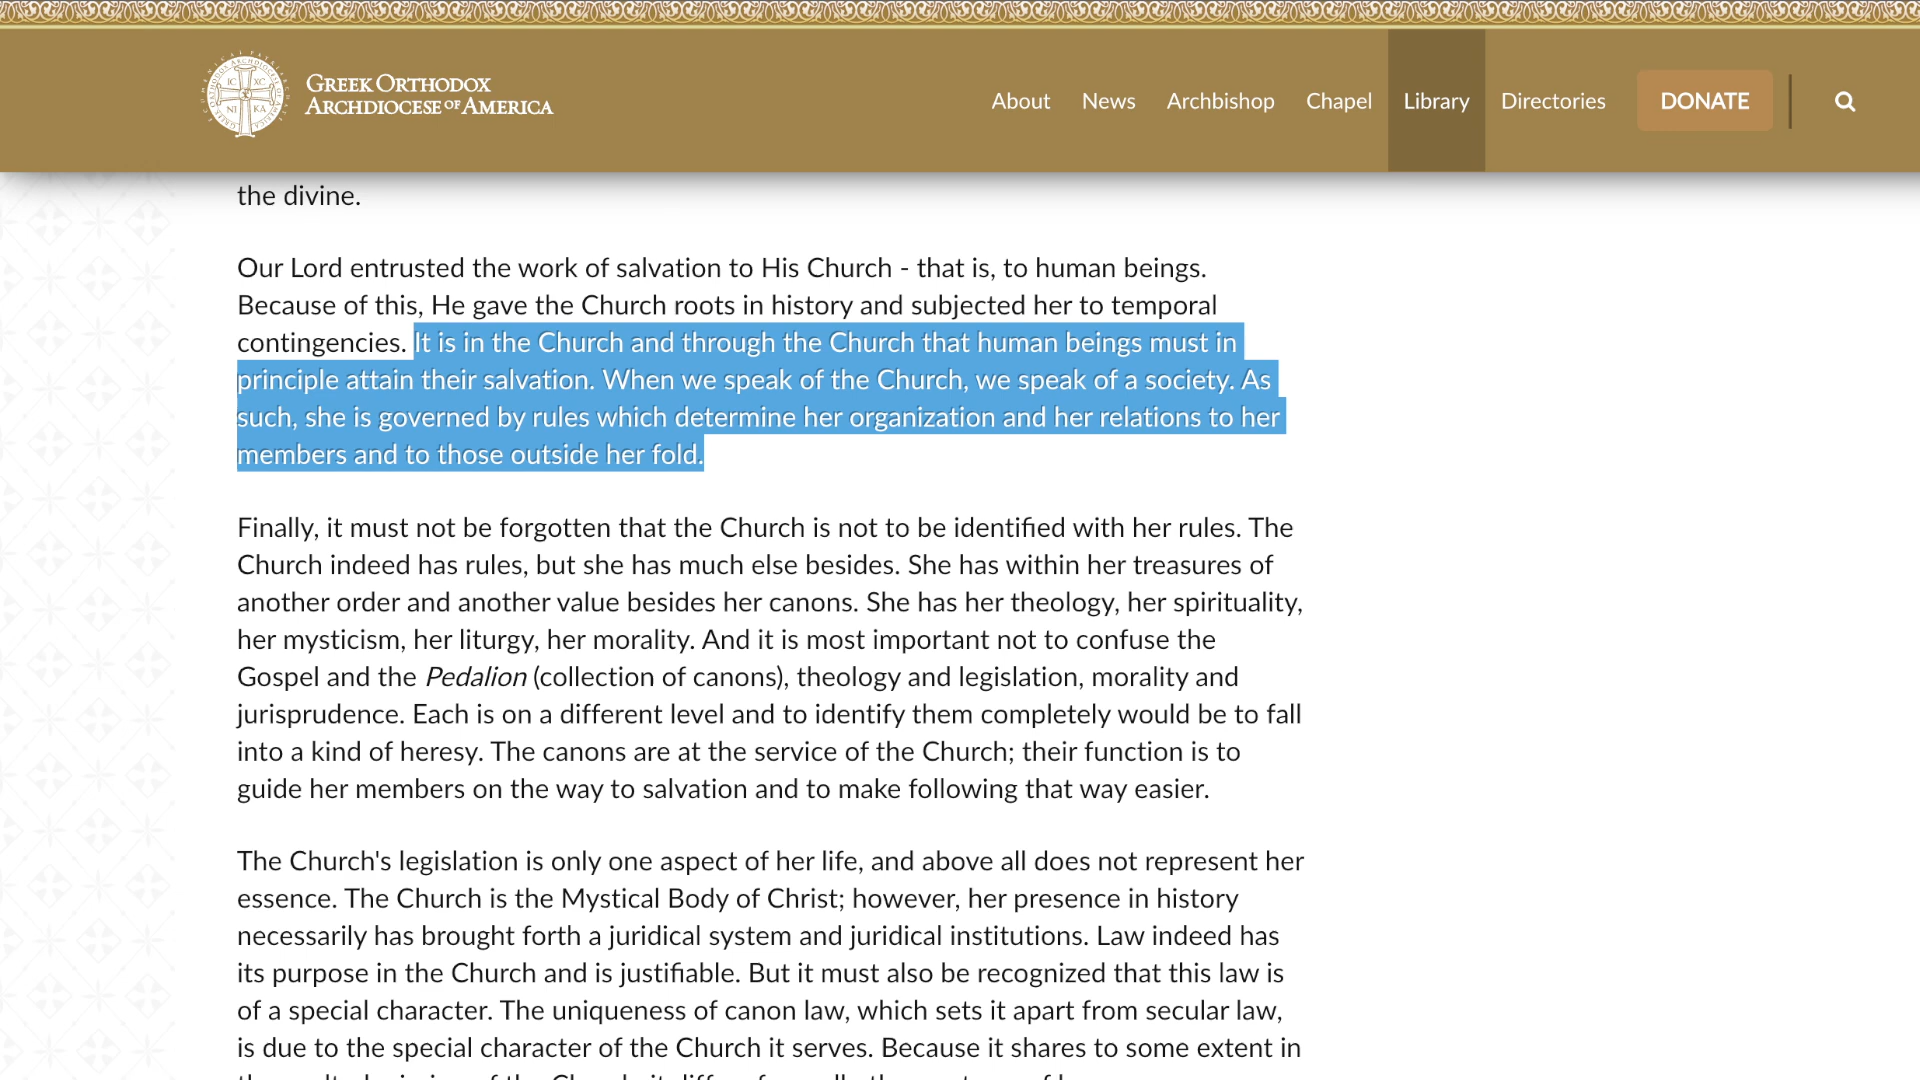 GREEK ORTHODOX
ARCHDIOCESE OF AMERICA
About News Archbishop Chapel Library Directories DONATE
the divine.
Our Lord entrusted the work of salvation to His Church - that is, to human beings.
Because of this, He gave the Church roots in history and subjected her to temporal
contingencies. It is in the Church and through the Church that human beings must in
principle attain their salvation. When we speak of the Church, we speak of a society. As
such, she is governed by rules which determine her organization and her relations to her
members and to those outside her fold.
Finally, it must not be forgotten that the Church is not to be identified with her rules. The
Church indeed has rules, but she has much else besides. She has within her treasures of
another order and another value besides her canons. She has her theology, her spirituality,
her mysticism, her liturgy, her morality. And it is most important not to confuse the
Gospel and the Pedalion (collection of canons), theology and legislation, morality and
jurisprudence. Each is on a different level and to identify them completely would be to fall
into a kind of heresy. The canons are at the service of the Church; their function is to
guide her members on the way to salvation and to make following that way easier.
The Church's legislation is only one aspect of her life, and above all does not represent her
essence. The Church is the Mystical Body of Christ; however, her presence in history
necessarily has brought forth a juridical system and juridical institutions. Law indeed has
its purpose in the Church and is justifiable. But it must also be recognized that this law is
of a special character. The uniqueness of canon law, which sets it apart from secular law,
is due to the special character of the Church it serves. Because it shares to some extent in